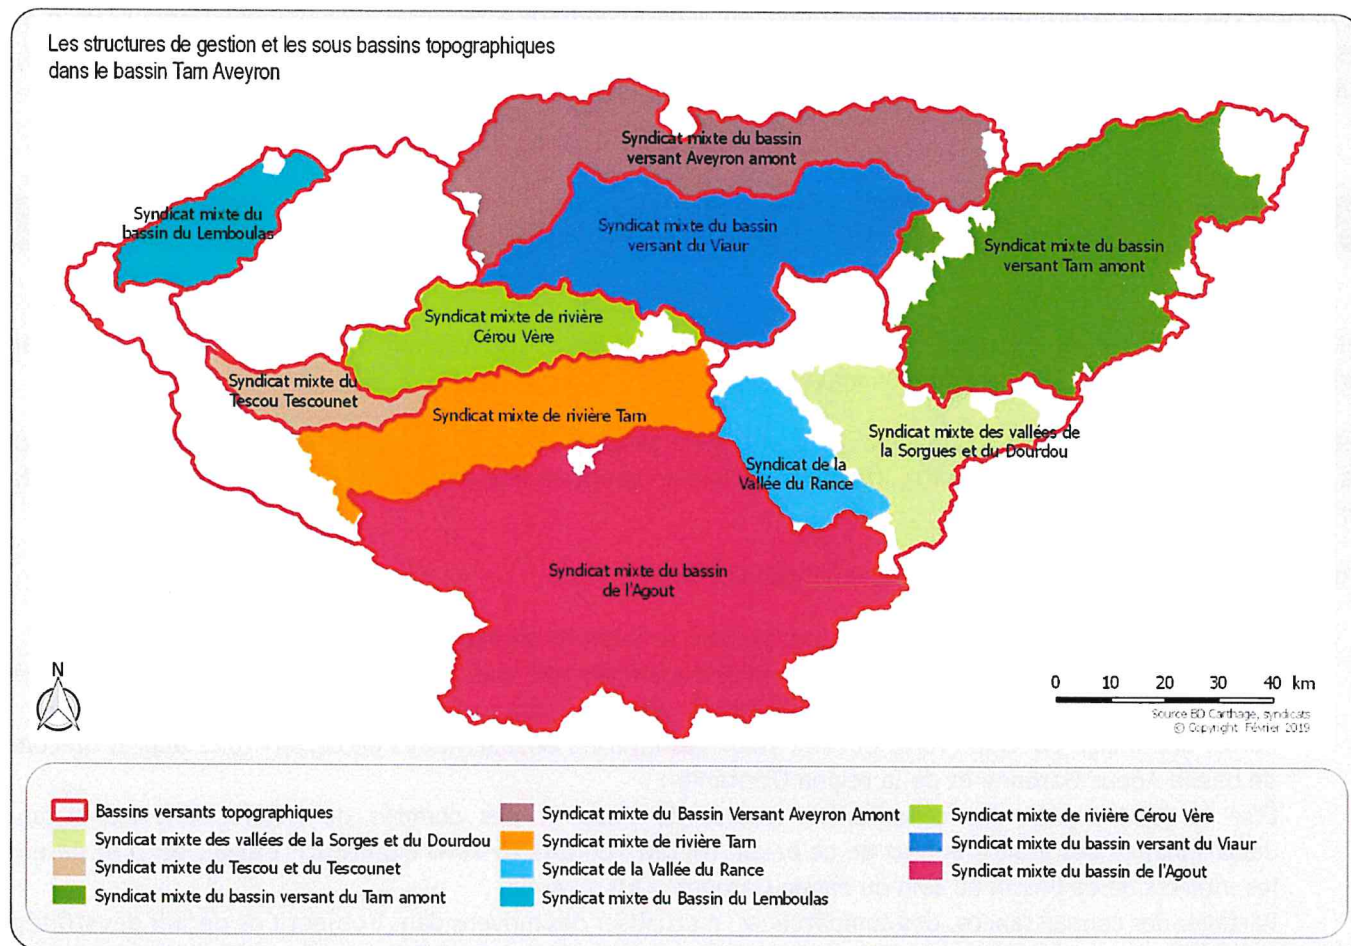 Les structures de gestion et les sous bassins topographiques
dans le bassin Tarn Aveyron
Syndicat mixte du bassin
versant Aveyron amont
Syndicat mixte du
bassin du Lemboulas
Syndicat mixte du bassin
versant du Viaur
Syndicat mixte du bassin
versant Tarn amont
Syndicat mixte de rivière
Cérou Vère
Syndicat mixte du
Tescou Tescounet
Syndicat mixte de rivière Tarn
Syndicat mixte des vallées de
la Sorgues et du Dourdou
Syndicat de la
Vallée du Rance
Syndicat mixte du bassin
de l'Agout
N
0 10 20 30 40 km
Source BD Carthage, syndicats
© Copyright Février 2019
Bassins versants topographiques
Syndicat mixte des vallées de la Sorges et du Dourdou
Syndicat mixte du Tescou et du Tescounet
Syndicat mixte du bassin versant du Tarn amont
Syndicat mixte du Bassin Versant Aveyron Amont
Syndicat mixte de rivière Tarn
Syndicat de la Vallée du Rance
Syndicat mixte du Bassin du Lemboulas
Syndicat mixte de rivière Cérou Vère
Syndicat mixte du bassin versant du Viaur
Syndicat mixte du bassin de l'Agout